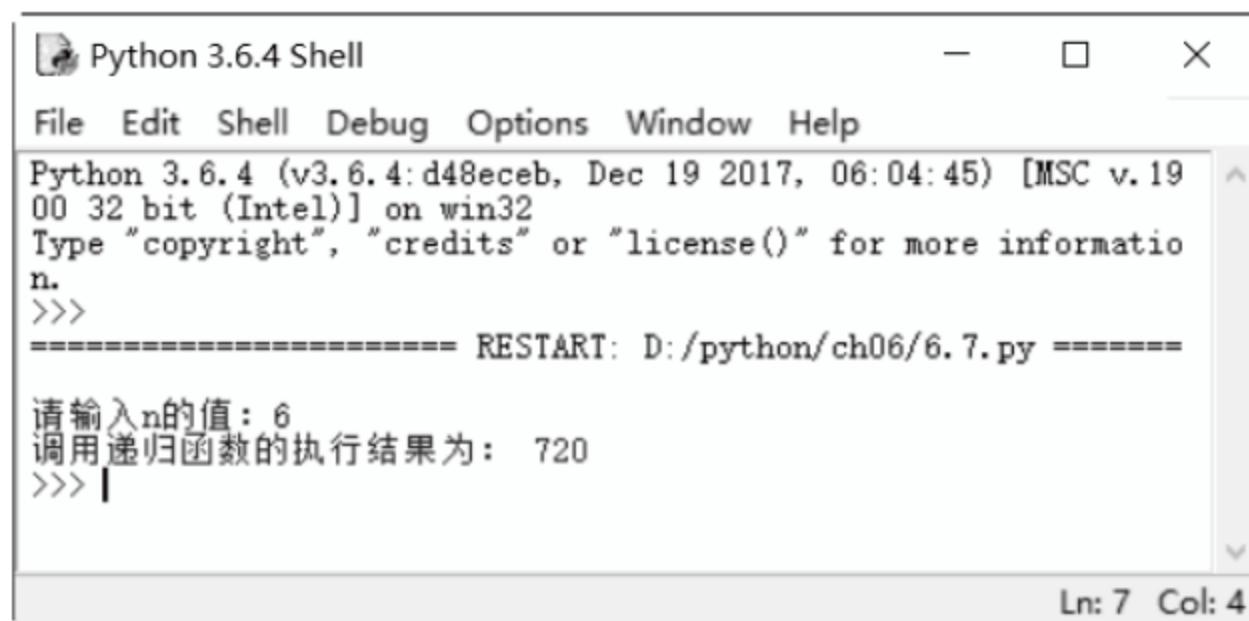 Python 3.6.4 Shell
File Edit Shell Debug Options Window Help
Python 3.6.4 (v3.6.4:d48eceb, Dec 19 2017, 06:04:45) [MSC v.19
00 32 bit (Intel)] on win32
Type "copyright", "credits" or "license()" for more informatio
n.
>>>
======================= RESTART: D:/python/ch06/6.7.py =======
请输入n的值：6
调用递归函数的执行结果为： 720
>>>
Ln: 7 Col: 4